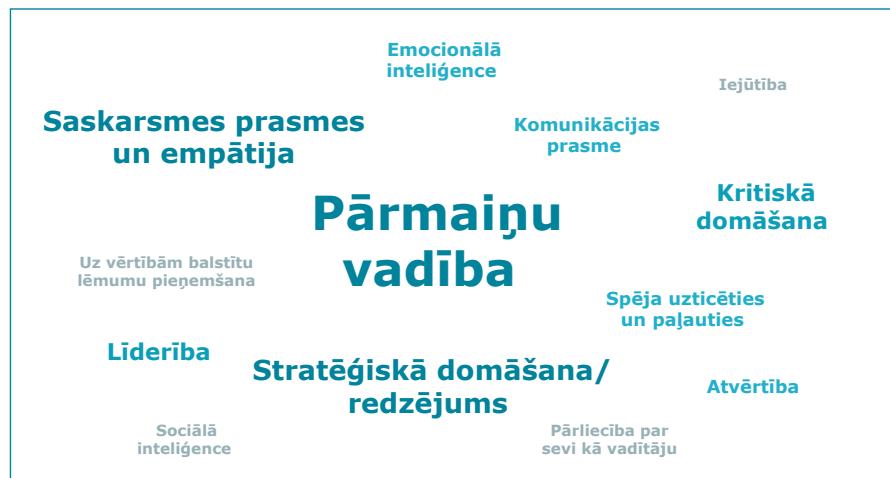 Emocionālā
inteliģence
Iejūtība
Saskarsmes prasmes
un empātija
Komunikācijas
prasme
Pārmaiņu
vadība
Kritiskā
domāšana
Uz vērtībām balstītu
lēmumu pieņemšana
Spēja uzticēties
un paļauties
Līderība
Stratēģiskā domāšana/
redzējums
Atvērtība
Sociālā
inteliģence
Pārliecība par
sevi kā vadītāju